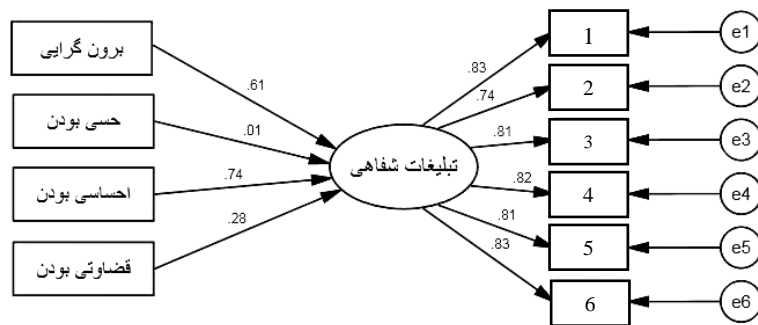 برون گرایی
حسی بودن
احساسی بودن
قضاوتی بودن
.61
.01
.74
.28
تبلیغات شفاهی
.83
.74
.81
.82
.81
.83
1
2
3
4
5
6
e1
e2
e3
e4
e5
e6